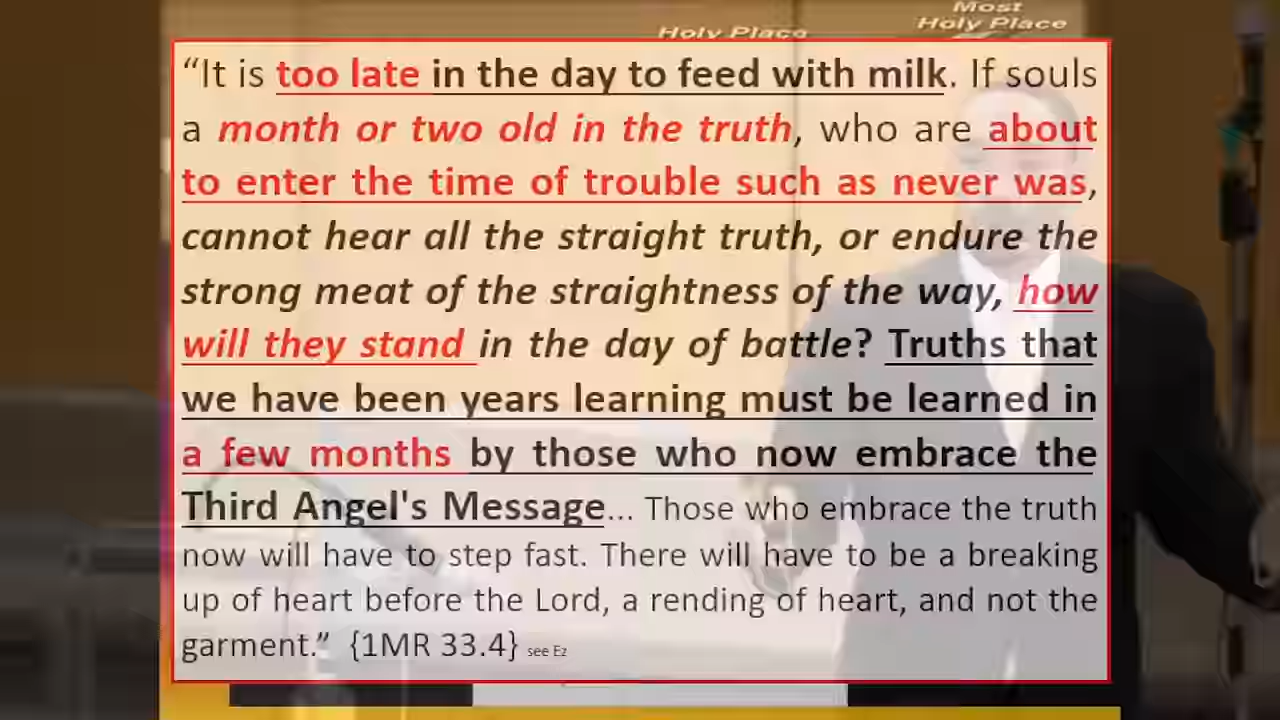 Most
Holy Place
Holy Place
“It is too late in the day to feed with milk. If souls
a month or two old in the truth, who are about
to enter the time of trouble such as never was,
cannot hear all the straight truth, or endure the
strong meat of the straightness of the way, how
will they stand in the day of battle? Truths that
we have been years learning must be learned in
a few months by those who now embrace the
Third Angel's Message... Those who embrace the truth
now will have to step fast. There will have to be a breaking
up of heart before the Lord, a rending of heart, and not the
garment.” {1MR 33.4} see Ez